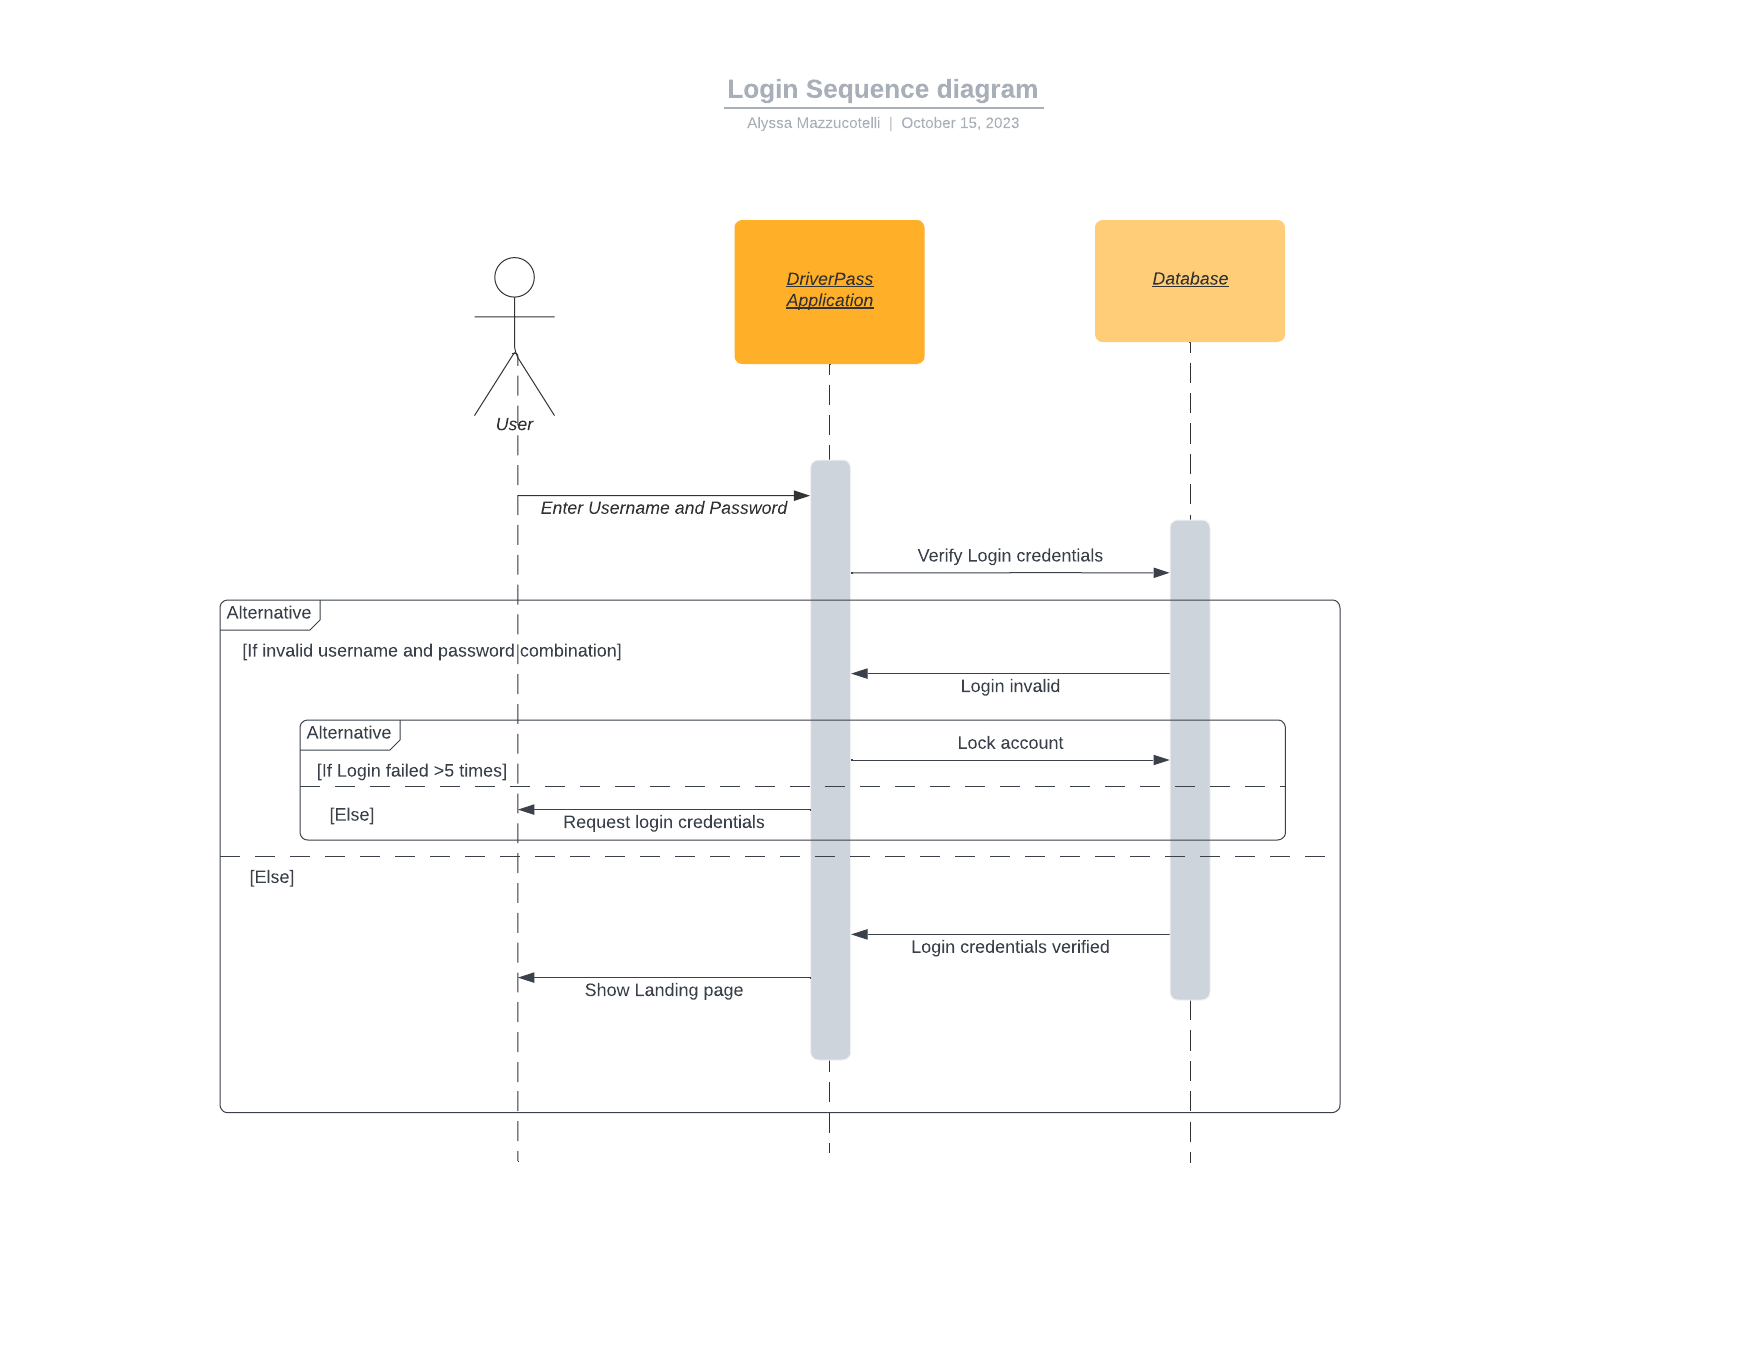 Login Sequence diagram
Alyssa Mazzucotelli | October 15, 2023
DriverPass
Application
Database
User
Enter Username and Password
Verify Login credentials
Alternative
[If invalid username and password combination]
Login invalid
Alternative
Lock account
[If Login failed >5 times]
[Else]
Request login credentials
[Else]
Login credentials verified
Show Landing page